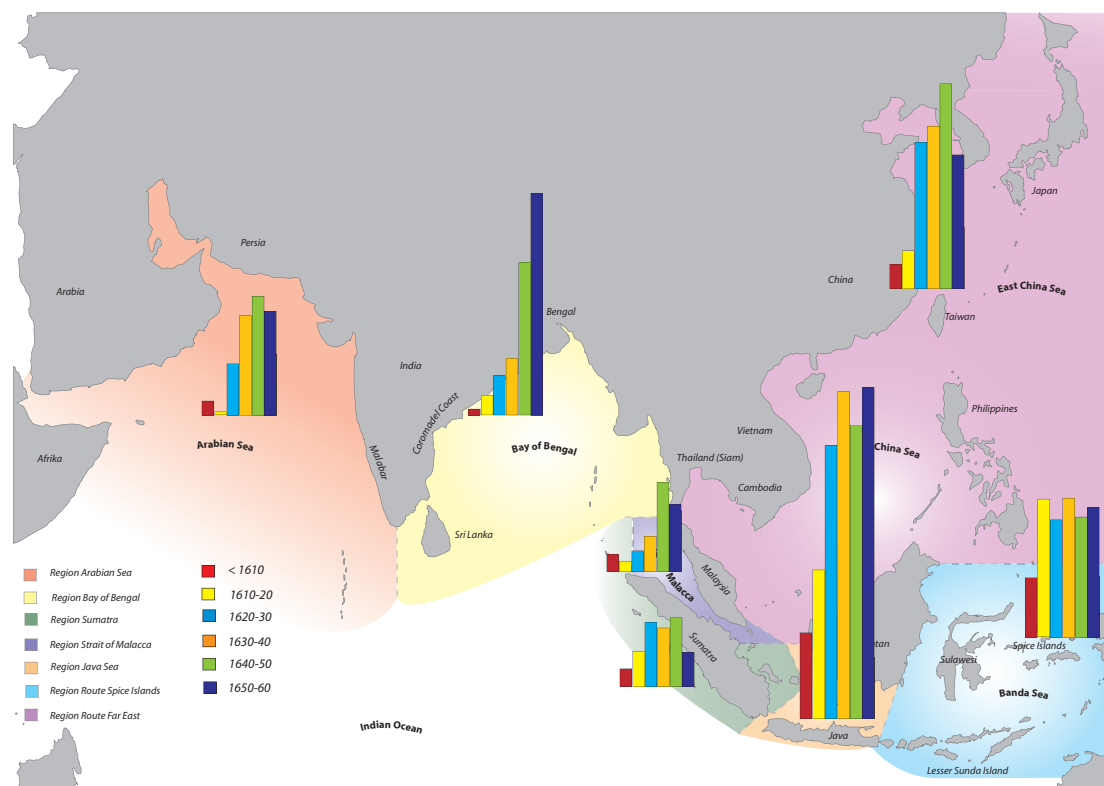 Japan
Persia
China
East China Sea
Arabia
Bengal
Taiwan
India
Coromadel Coast
Philippines
Vietnam
Arabian Sea
Bay of Bengal
China Sea
Afrika
Malabar
Thailand (Siam)
Cambodia
Sri Lanka
Region Arabian Sea
< 1610
Malaysia
Malacca
Region Bay of Bengal
1610-20
Region Sumatra
1620-30
Region Strait of Malacca
1630-40
Sumatra
tan
Spice Islands
Sulawesi
Region Java Sea
1640-50
Region Route Spice Islands
1650-60
Banda Sea
Region Route Far East
Indian Ocean
Java
Lesser Sunda Island